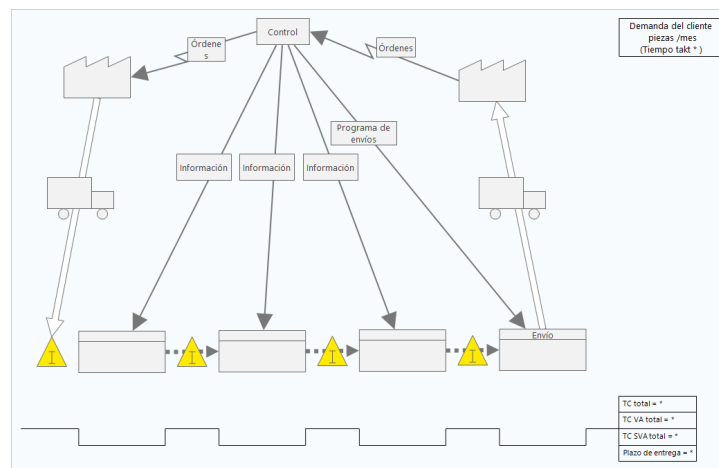 Control
Órdene
s
Órdenes
Demanda del cliente
piezas /mes
(Tiempo takt * )
Programa de
envíos
Información
Información
Información
Envío
I
I
I
I
TC total = *
TC VA total = *
TC SVA total = *
Plazo de entrega = *